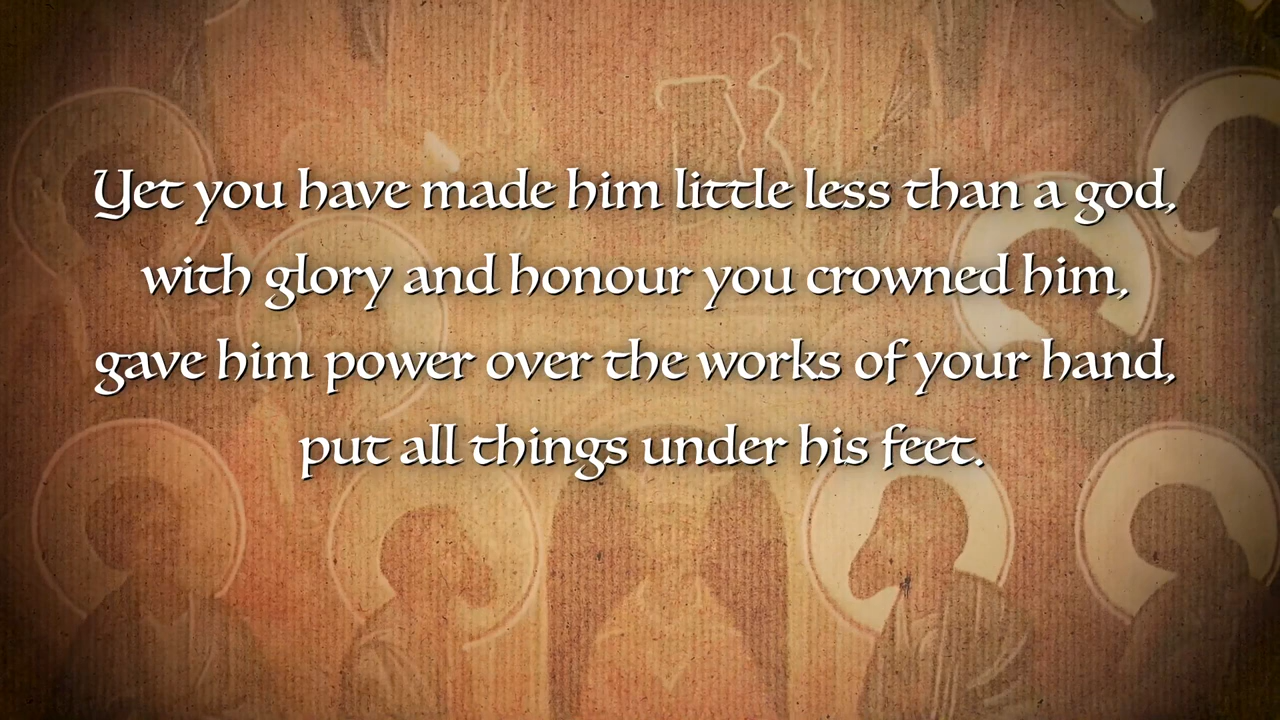 Yet you have made him little less than a god,
with glory and honour you crowned him,
gave him power over the works of your hand,
put all things under his feet.